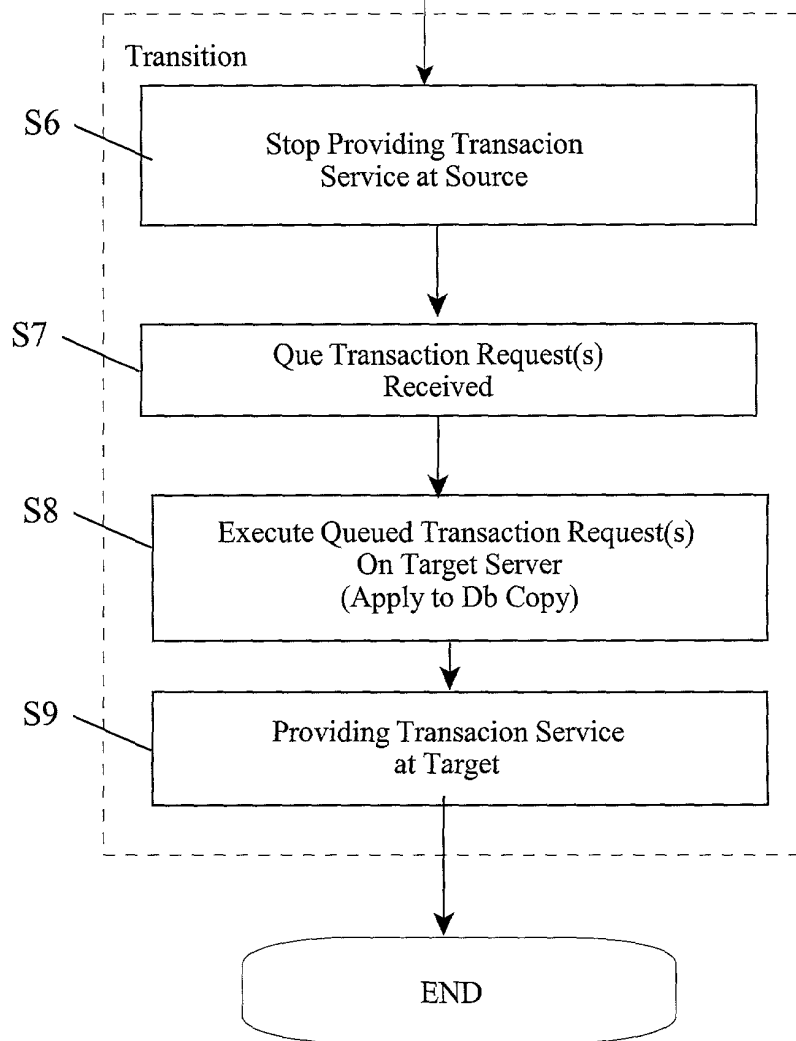 Transition
S6
Stop Providing Transacion
Service at Source
S7
Que Transaction Request(s)
Received
S8
Execute Queued Transaction Request(s)
On Target Server
(Apply to Db Copy)
S9
Providing Transacion Service
at Target
END